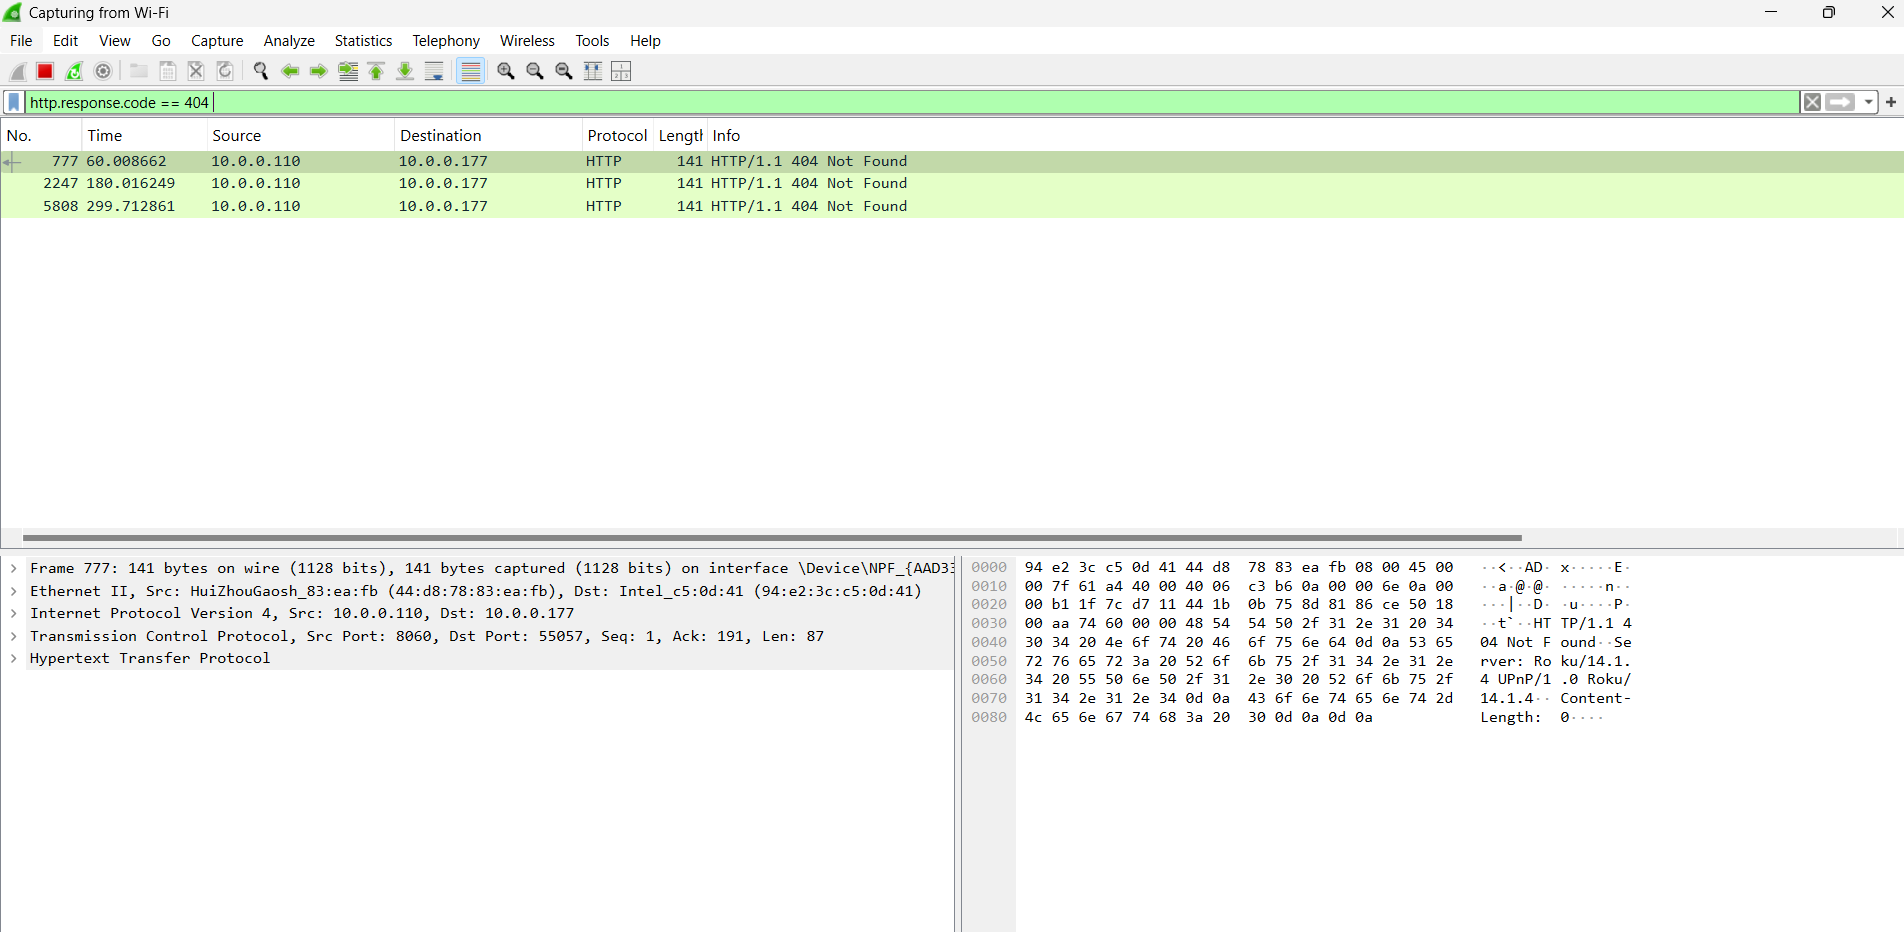 Capturing from Wi-Fi
File Edit View Go Capture Analyze Statistics Telephony Wireless Tools Help
http.response.code == 404
No. Time Source Destination Protocol Length Info
777 60.008662 10.0.0.110 10.0.0.177 HTTP 141 HTTP/1.1 404 Not Found
2247 180.016249 10.0.0.110 10.0.0.177 HTTP 141 HTTP/1.1 404 Not Found
5808 299.712861 10.0.0.110 10.0.0.177 HTTP 141 HTTP/1.1 404 Not Found
Frame 777: 141 bytes on wire (1128 bits), 141 bytes captured (1128 bits) on interface \Device\NPF_{AAD33
Ethernet II, Src: HuiZhouGaosh_83:ea:fb (44:d8:78:83:ea:fb), Dst: Intel_c5:0d:41 (94:e2:3c:c5:0d:41)
Internet Protocol Version 4, Src: 10.0.0.110, Dst: 10.0.0.177
Transmission Control Protocol, Src Port: 8060, Dst Port: 55057, Seq: 1, Ack: 191, Len: 87
Hypertext Transfer Protocol
0000 94 e2 3c c5 0d 41 44 d8 78 83 ea fb 08 00 45 00 ··<··AD· x·····E·
0010 00 7f 61 a4 40 00 40 06 c3 b6 0a 00 00 6e 0a 00 ··a·@·@· ·····n··
0020 00 b1 1f 7c d7 11 44 1b 0b 75 8d 81 86 ce 50 18 ···|··D· ·u····P·
0030 00 aa 74 60 00 00 48 54 54 50 2f 31 2e 31 20 34 ··t`··HT TP/1.1 4
0040 30 34 20 4e 6f 74 20 46 6f 75 6e 64 0d 0a 53 65 04 Not F ound··Se
0050 72 76 65 72 3a 20 52 6f 6b 75 2f 31 34 2e 31 2e rver: Ro ku/14.1.
0060 34 20 55 50 6e 50 2f 31 2e 30 20 52 6f 6b 75 2f 4 UPnP/1 .0 Roku/
0070 31 34 2e 31 2e 34 0d 0a 43 6f 6e 74 65 6e 74 2d 14.1.4·· Content-
0080 4c 65 6e 67 74 68 3a 20 30 0d 0a 0d 0a Length: 0····